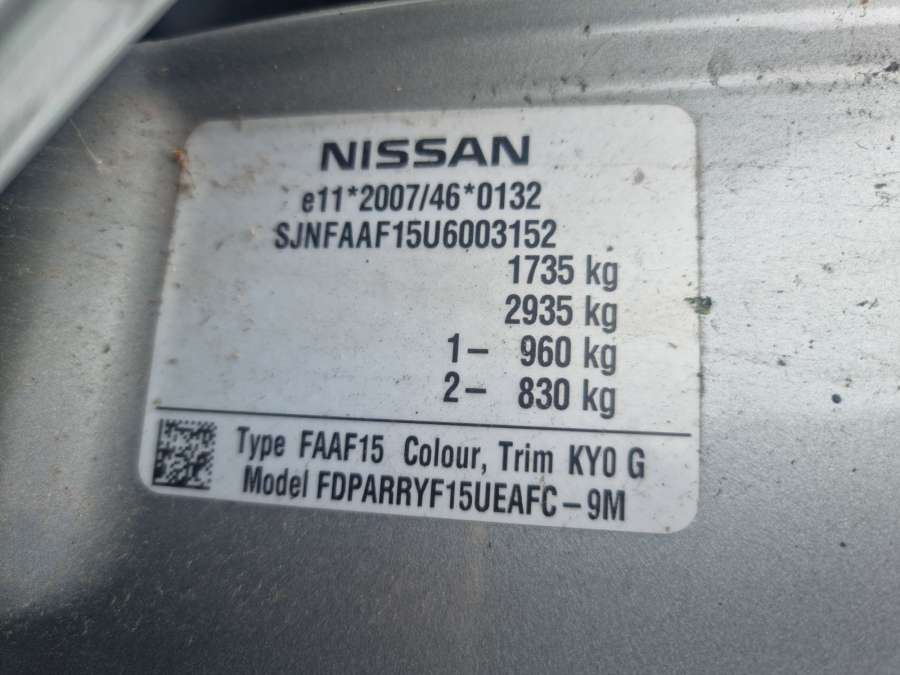 NISSAN
e11*2007/46*0132
SJNFAAF15U6003152
1735 kg
2935 kg
1– 960 kg
2– 830 kg
Type FAAF15 Colour, Trim KY0 G
Model FDPARRYF15UEAFC–9M